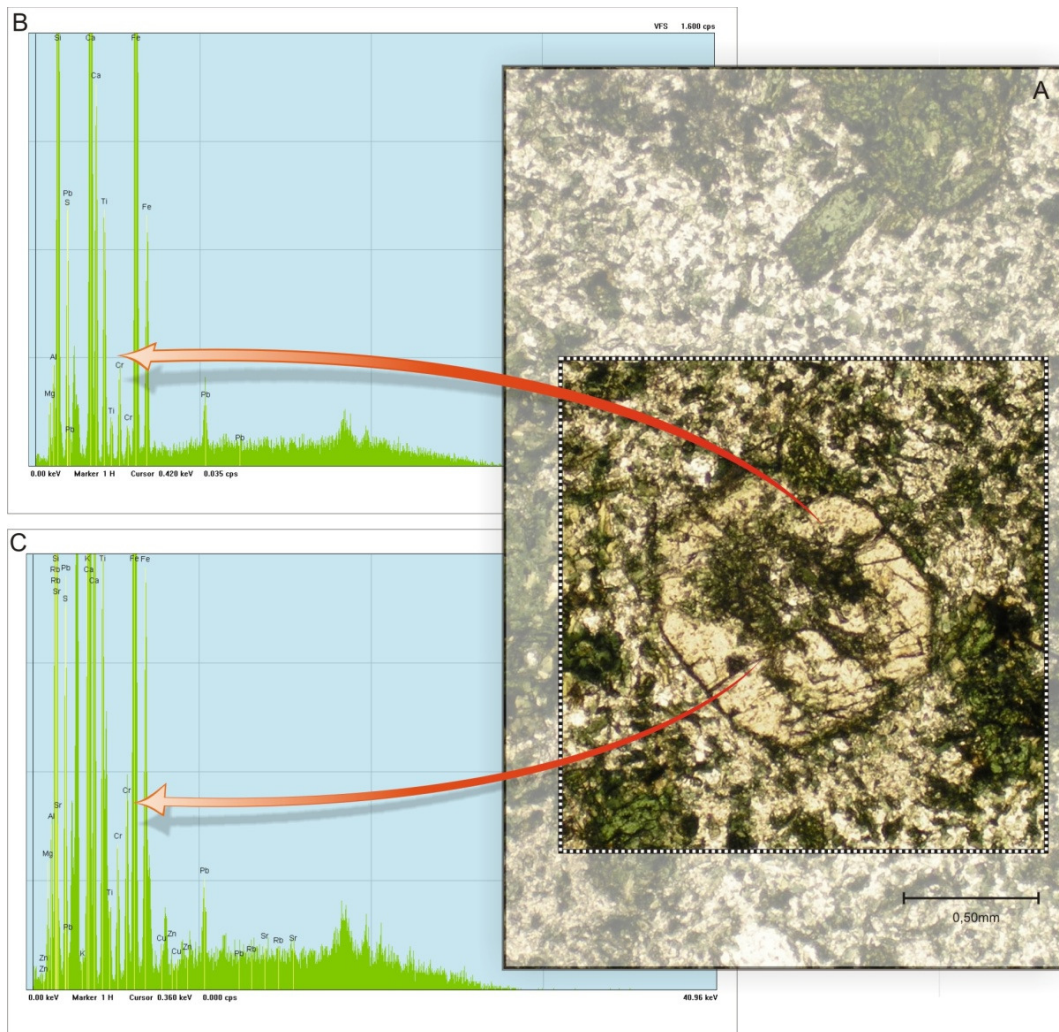 B
VFS 1.600 cps
Si Ca Fe
Ca
Pb
S Ti Fe
Al
Cr
Mg Pb
Ti Cr
Pb Pb
0.00 keV Marker 1 H Cursor 0.420 keV 0.035 cps
A
0,50mm
C
Si K Ti Fe Fe
Rb Pb Ca
Rb Ca
Sr S
Cr
Sr
Al
Cr
Mg
Pb
Ti
Pb
Cu Zn Sr Sr
Zn Rb Rb
K Cu Pb
Zn
Zn
0.00 keV Marker 1 H Cursor 0.360 keV 0.000 cps 40.96 keV